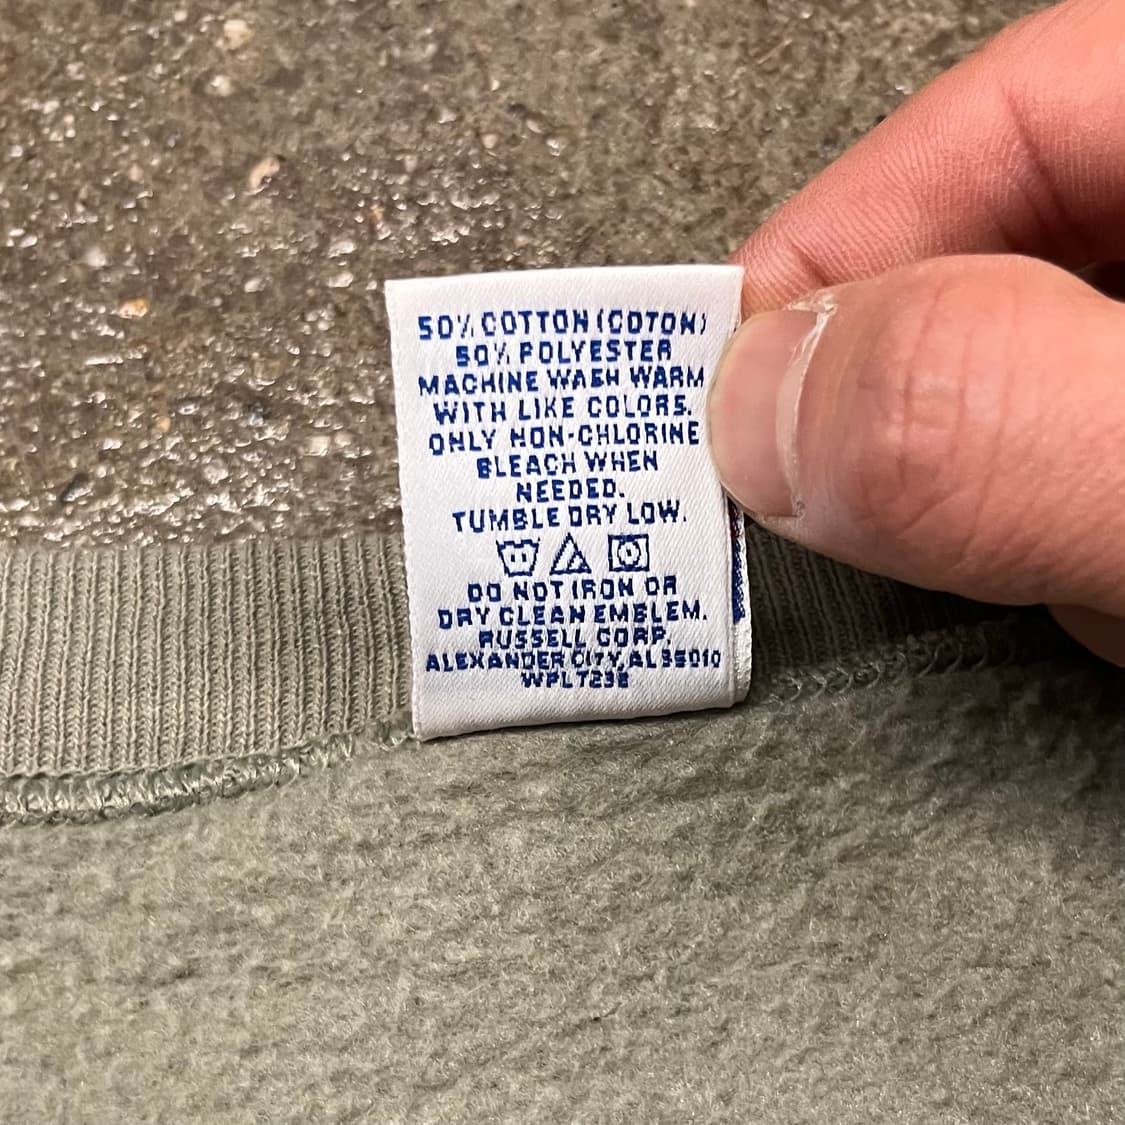 50% COTTON (COTON)
50% POLYESTER
MACHINE WASH WARM
WITH LIKE COLORS.
ONLY NON-CHLORINE
BLEACH WHEN
NEEDED.
TUMBLE DRY LOW.
DO NOT IRON OR
DRY CLEAN EMBLEM.
RUSSELL CORP.
ALEXANDER CITY, AL 35010